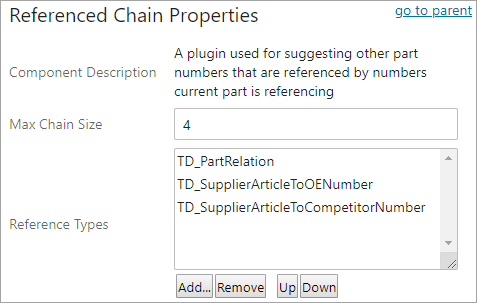 Referenced Chain Properties
go to parent
Component Description
A plugin used for suggesting other part
numbers that are referenced by numbers
current part is referencing
Max Chain Size
4
Reference Types
TD_PartRelation
TD_SupplierArticleToOENumber
TD_SupplierArticleToCompetitorNumber
Add... Remove Up Down